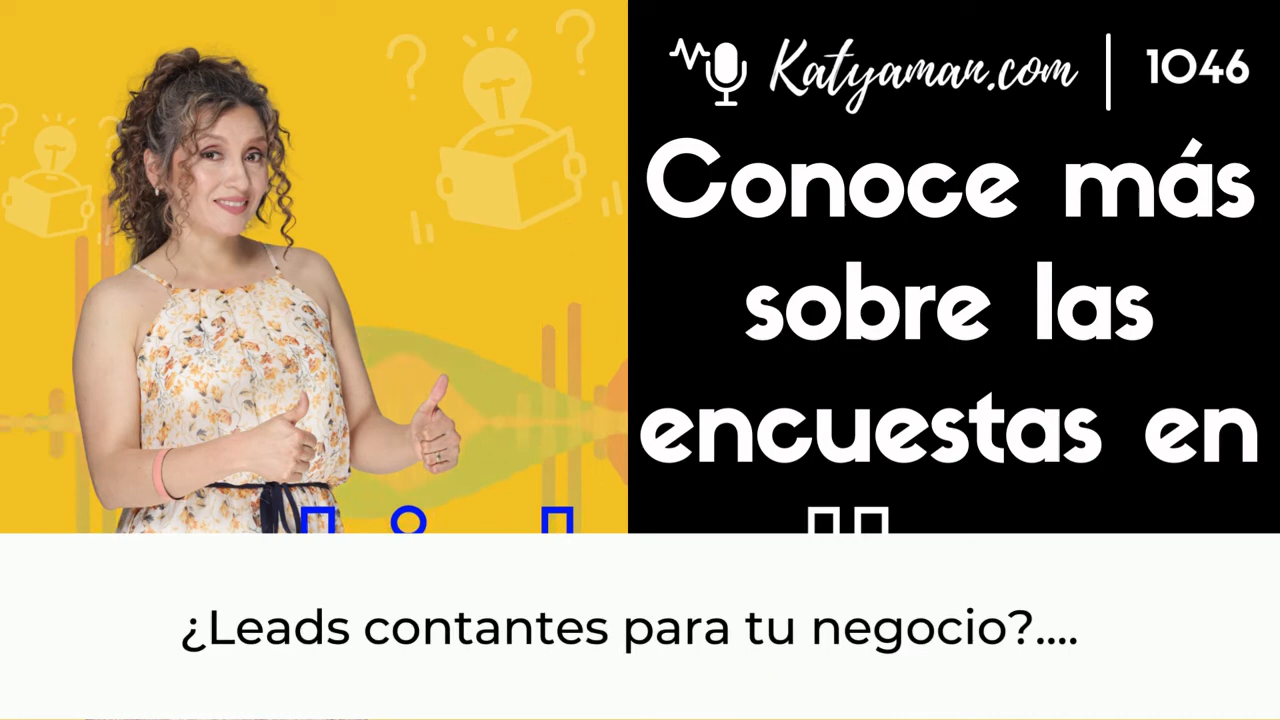 Katyaman.com | 1046
Conoce más
sobre las
encuestas en
¿Leads contantes para tu negocio?....